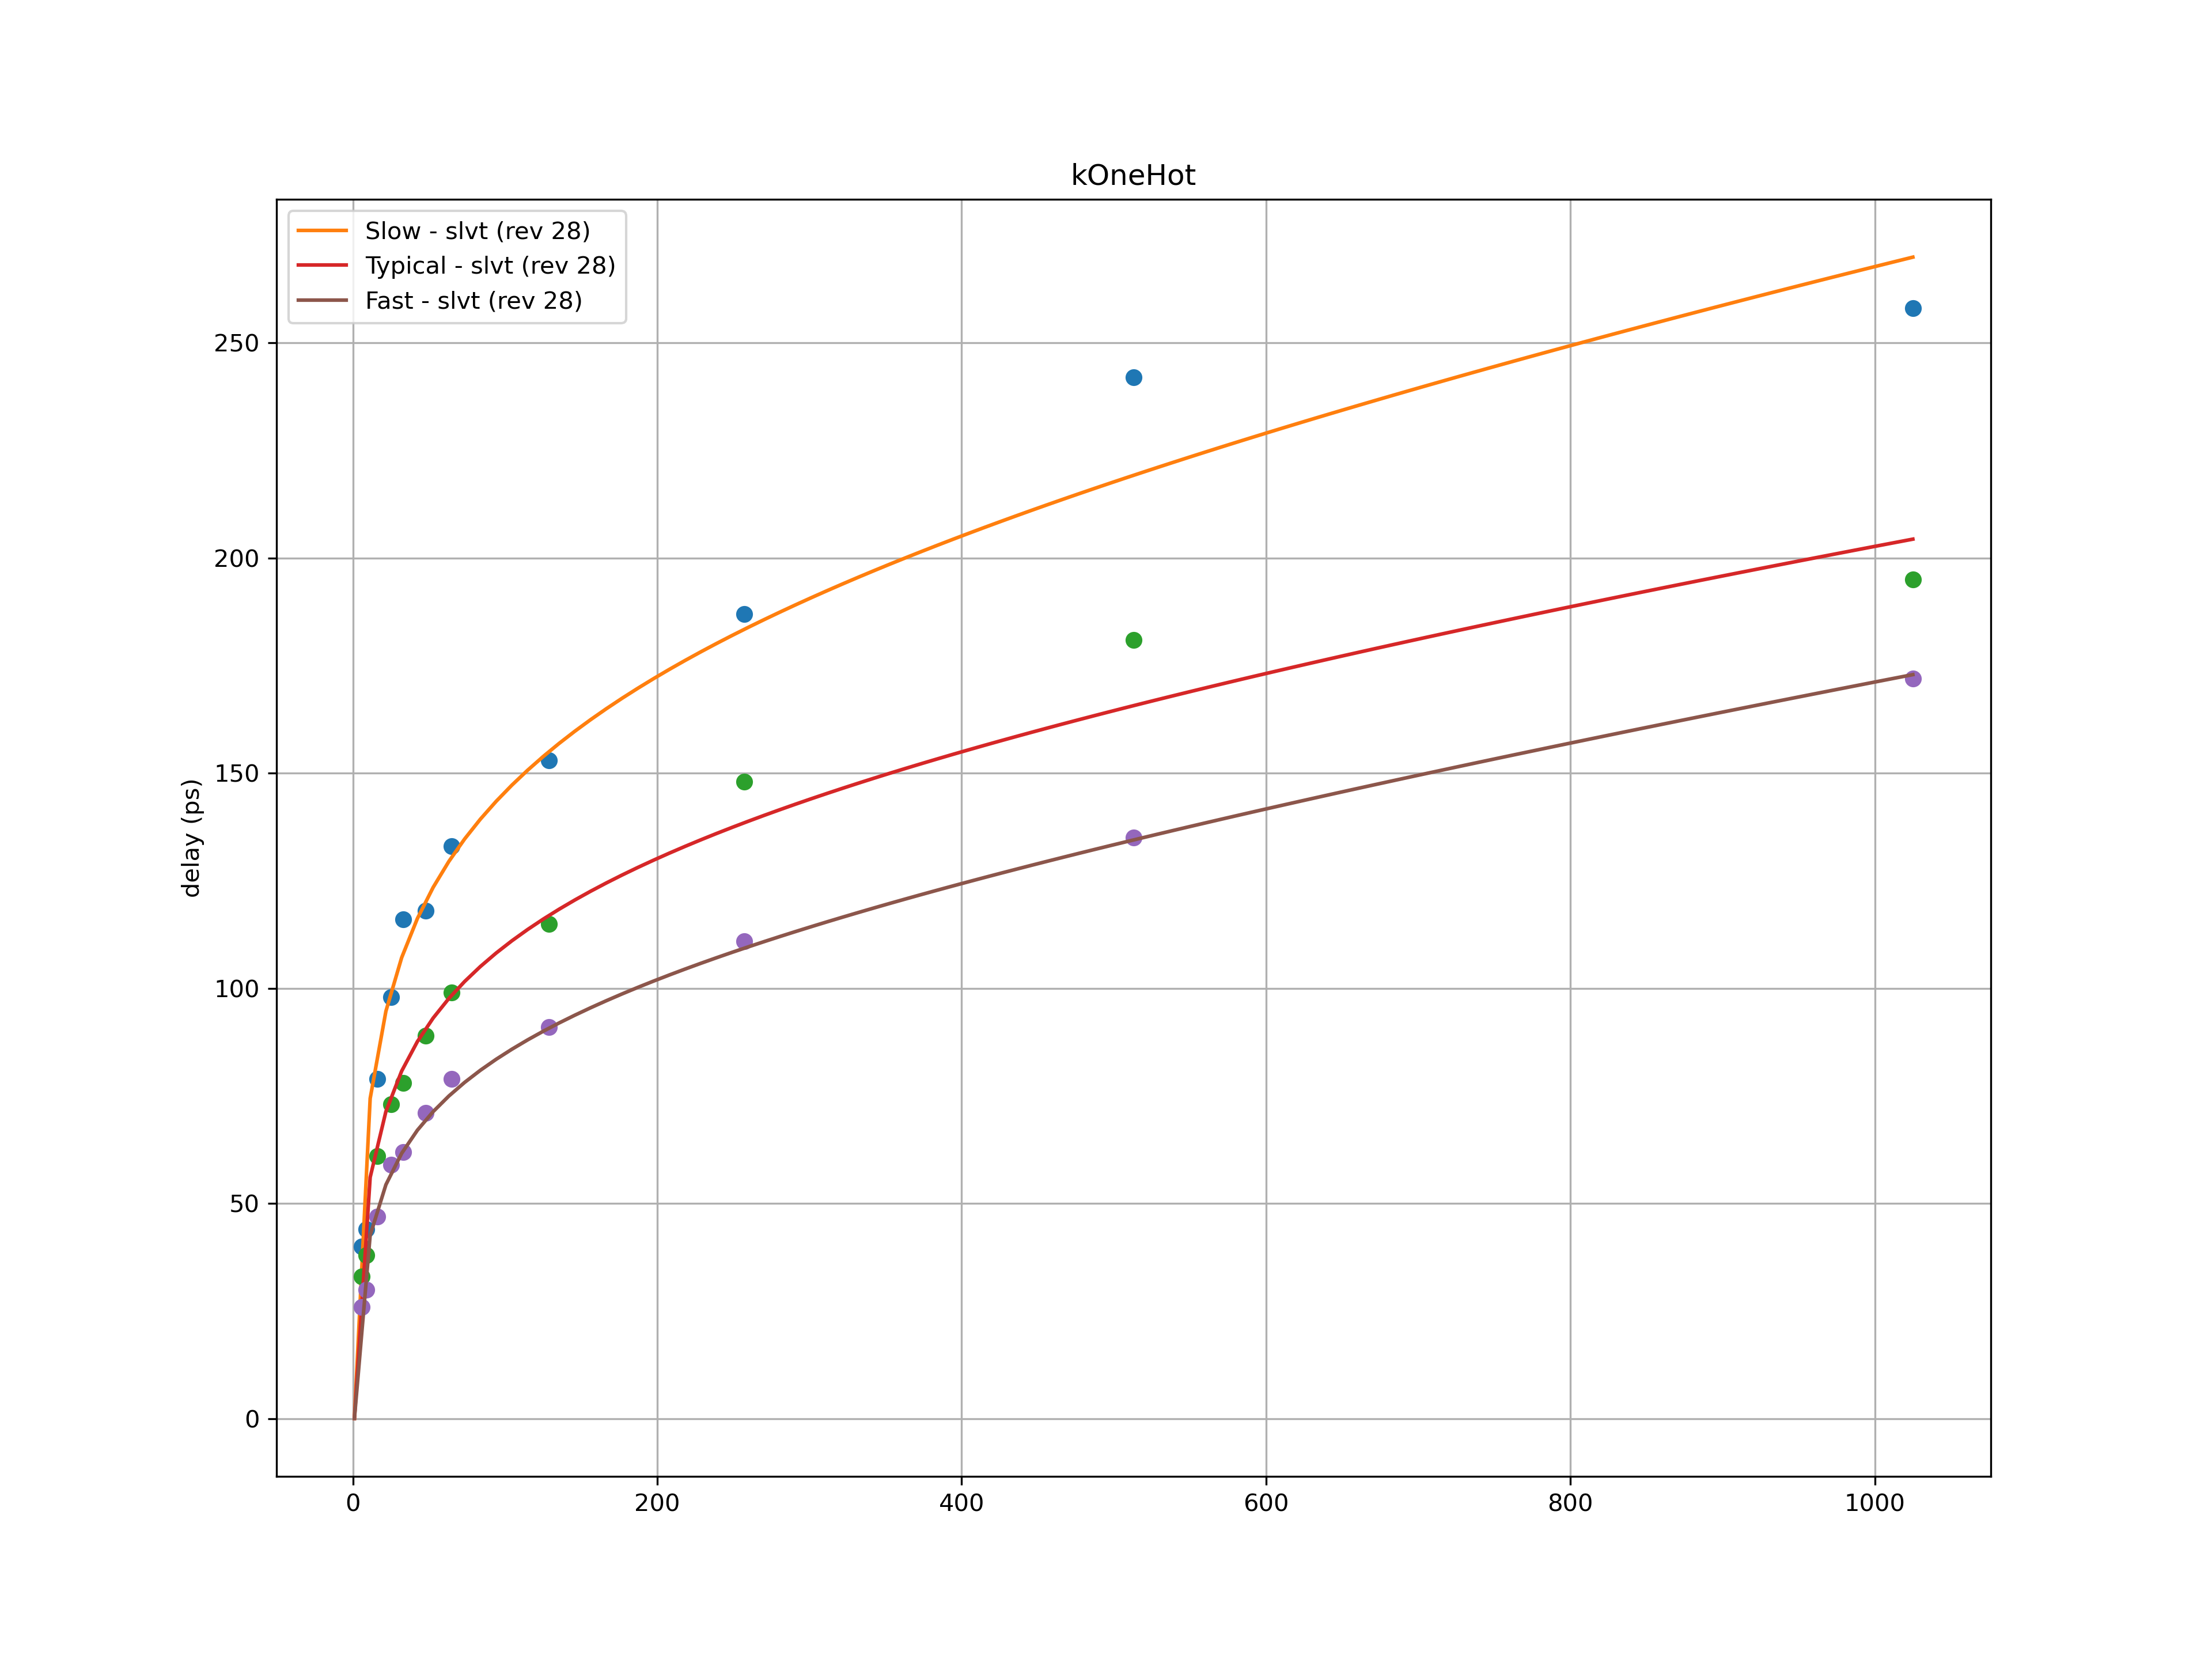 kOneHot
Slow - slvt (rev 28)
Typical - slvt (rev 28)
Fast - slvt (rev 28)
delay (ps)
250
200
150
100
50
0
0 200 400 600 800 1000